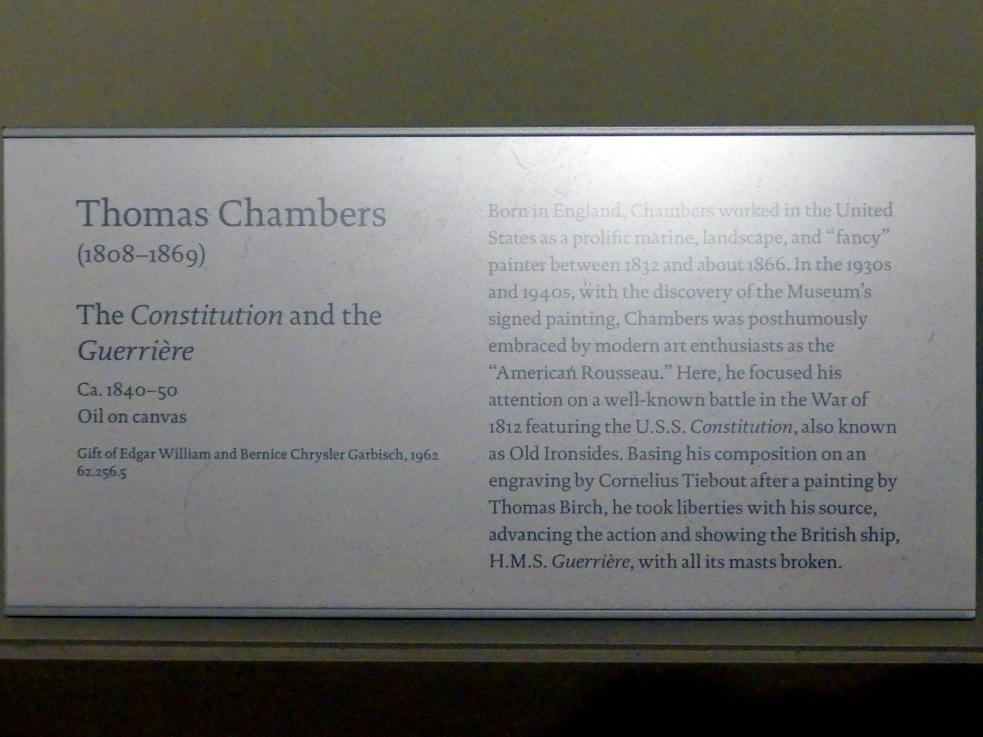 Thomas Chambers
(1808–1869)
The Constitution and the
Guerrière
Ca. 1840–50
Oil on canvas
Gift of Edgar William and Bernice Chrysler Garbisch, 1962
62.256.5
Born in England, Chambers worked in the United
States as a prolific marine, landscape, and “fancy”
painter between 1832 and about 1866. In the 1930s
and 1940s, with the discovery of the Museum’s
signed painting, Chambers was posthumously
embraced by modern art enthusiasts as the
“American Rousseau.” Here, he focused his
attention on a well-known battle in the War of
1812 featuring the U.S.S. Constitution, also known
as Old Ironsides. Basing his composition on an
engraving by Cornelius Tiebout after a painting by
Thomas Birch, he took liberties with his source,
advancing the action and showing the British ship,
H.M.S. Guerrière, with all its masts broken.